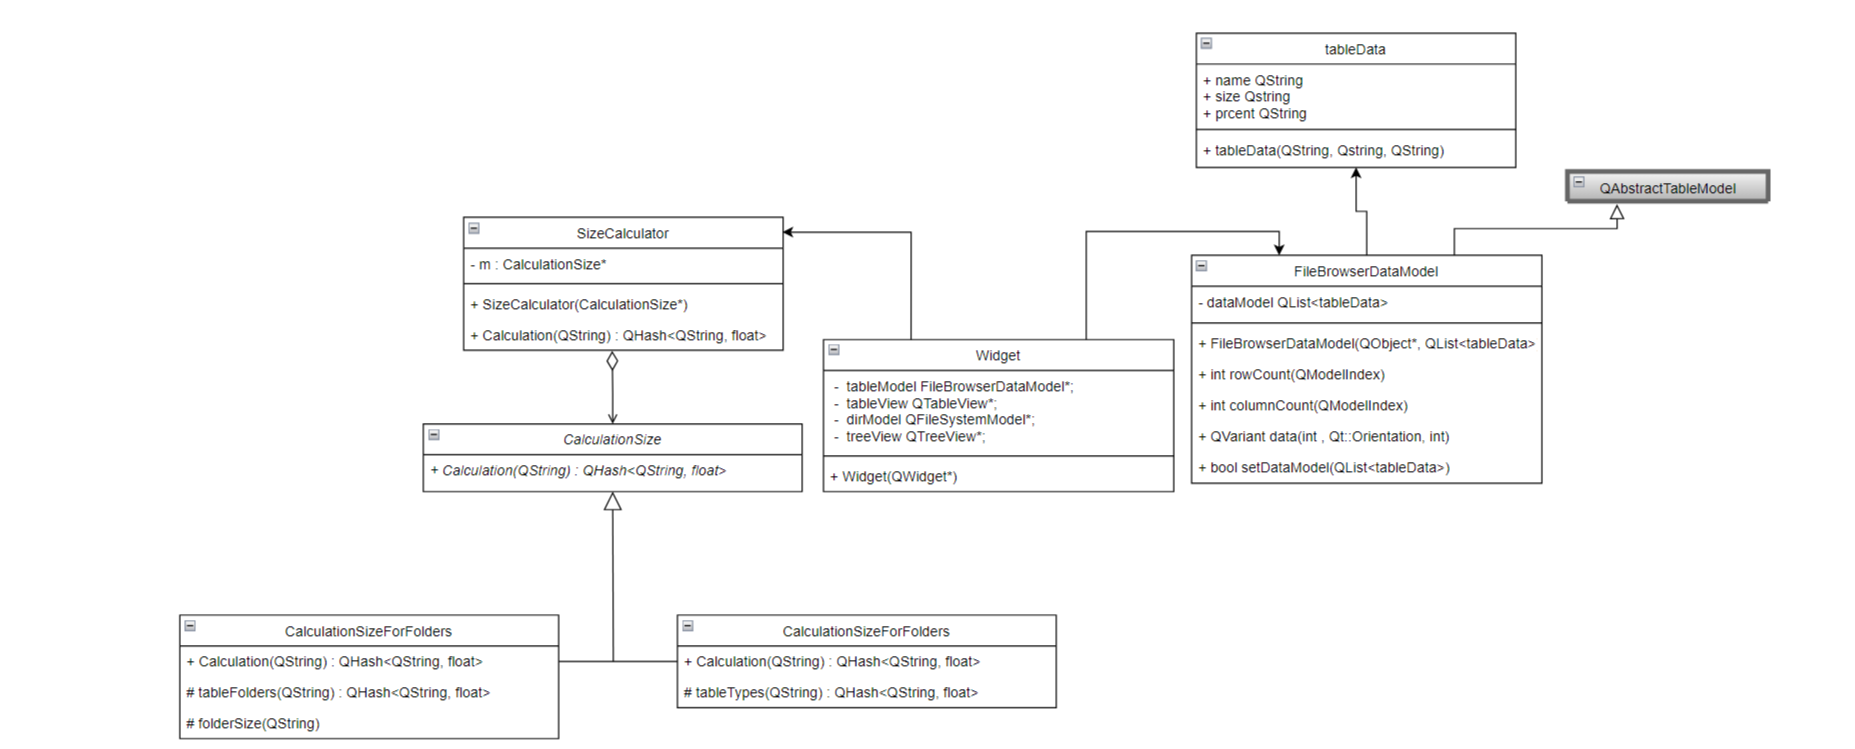 tableData
+ name QString
+ size Qstring
+ prcent QString
+ tableData(QString, Qstring, QString)
QAbstractTableModel
SizeCalculator
- m : CalculationSize*
+ SizeCalculator(CalculationSize*)
+ Calculation(QString) : QHash<QString, float>
FileBrowserDataModel
- dataModel QList<tableData>
+ FileBrowserDataModel(QObject*, QList<tableData>
+ int rowCount(QModelIndex)
+ int columnCount(QModelIndex)
+ QVariant data(int , Qt::Orientation, int)
+ bool setDataModel(QList<tableData>)
Widget
- tableModel FileBrowserDataModel*;
- tableView QTableView*;
- dirModel QFileSystemModel*;
- treeView QTreeView*;
+ Widget(QWidget*)
CalculationSize
+ Calculation(QString) : QHash<QString, float>
CalculationSizeForFolders
+ Calculation(QString) : QHash<QString, float>
# tableFolders(QString) : QHash<QString, float>
# folderSize(QString)
CalculationSizeForFolders
+ Calculation(QString) : QHash<QString, float>
# tableTypes(QString) : QHash<QString, float>